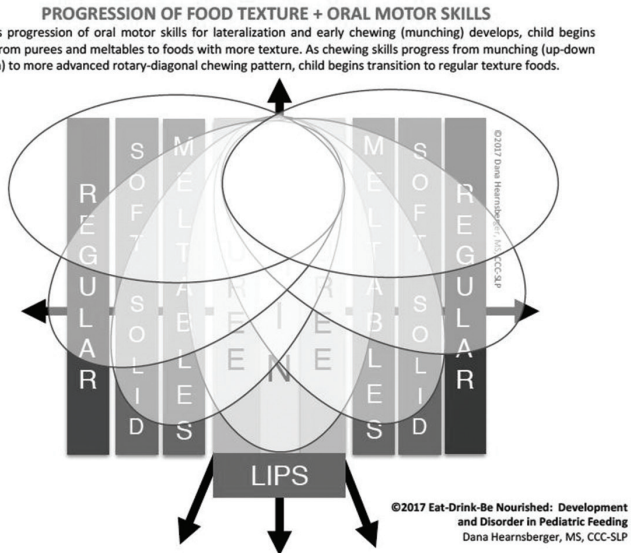 PROGRESSION OF FOOD TEXTURE + ORAL MOTOR SKILLS
s progression of oral motor skills for lateralization and early chewing (munching) develops, child begins
rom purees and meltables to foods with more texture. As chewing skills progress from munching (up-down
) to more advanced rotary-diagonal chewing pattern, child begins transition to regular texture foods.
REGULAR
SOFT SOLID
MELTABLES
MELTABLES
SOFT SOLID
REGULAR
©2017 Dana Hearnsberger, MS, CCC-SLP
LIPS
©2017 Eat-Drink-Be Nourished: Development
and Disorder in Pediatric Feeding
Dana Hearnsberger, MS, CCC-SLP